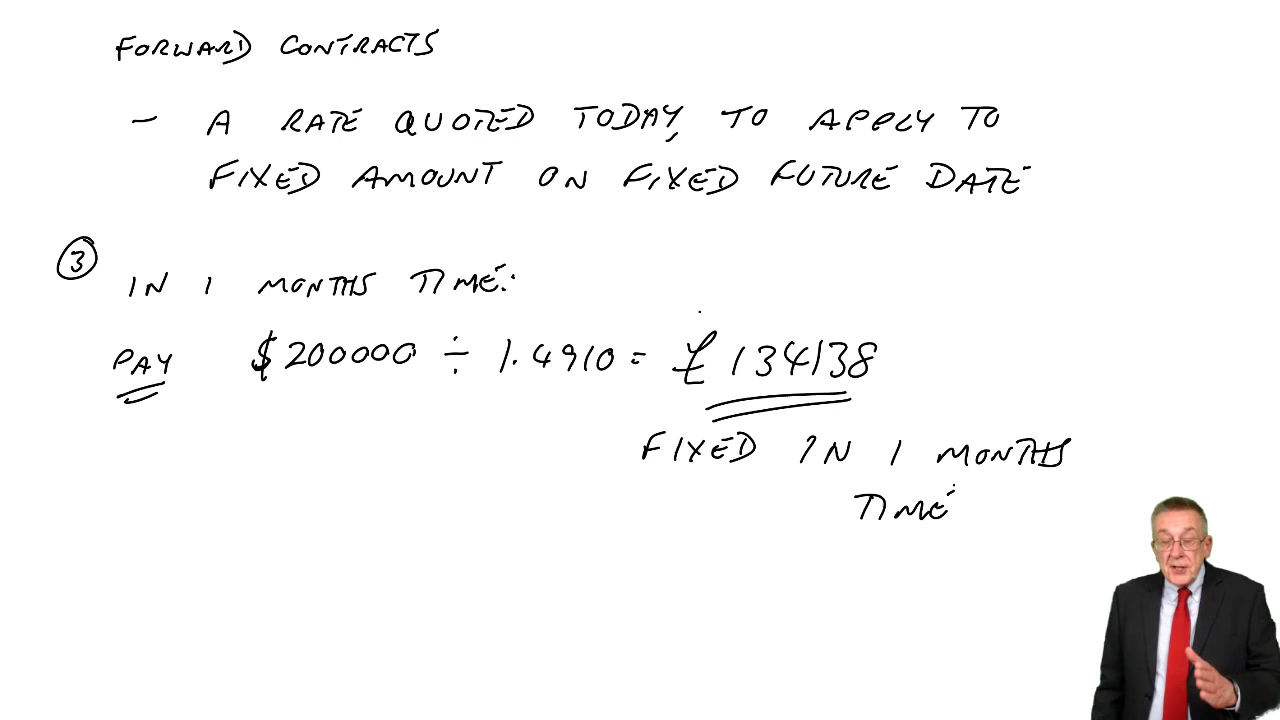 FORWARD CONTRACTS
- A RATE QUOTED TODAY, TO APPLY TO
FIXED AMOUNT ON FIXED FUTURE DATE
③
IN 1 MONTHS TIME:
PAY $200000 ÷ 1.4910 = £134138
FIXED IN 1 MONTHS
TIME